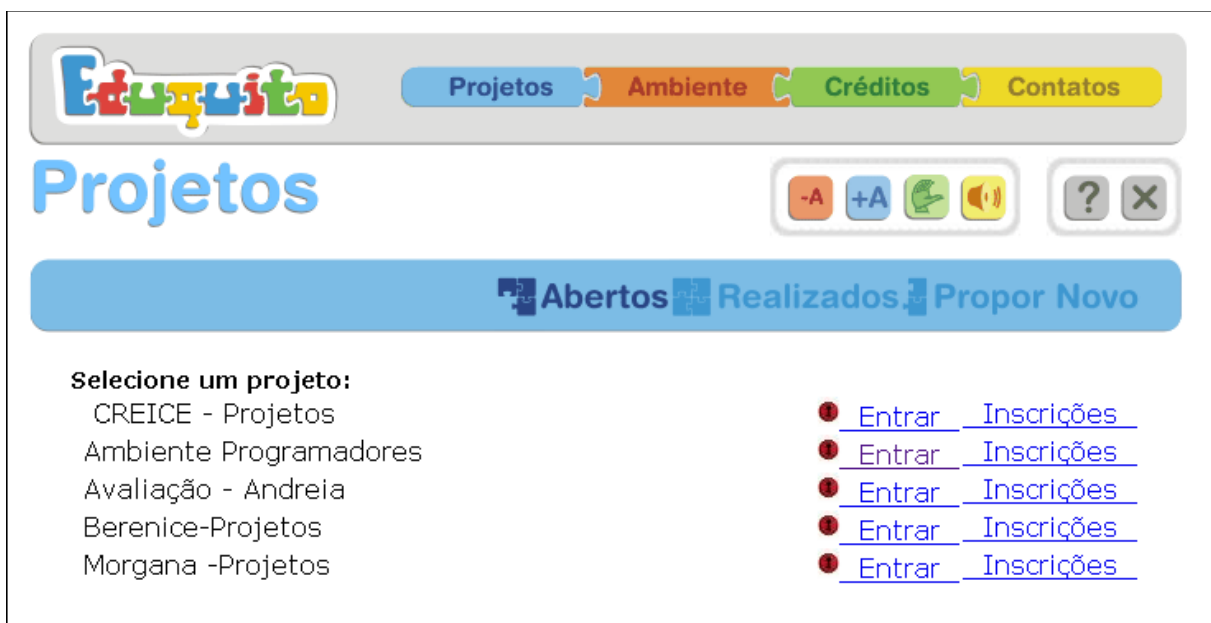 Eduquito
Projetos Ambiente Créditos Contatos
Projetos
-A +A ? X
Abertos Realizados Propor Novo
Selecione um projeto:
CREICE - Projetos Entrar Inscrições
Ambiente Programadores Entrar Inscrições
Avaliação - Andreia Entrar Inscrições
Berenice-Projetos Entrar Inscrições
Morgana -Projetos Entrar Inscrições